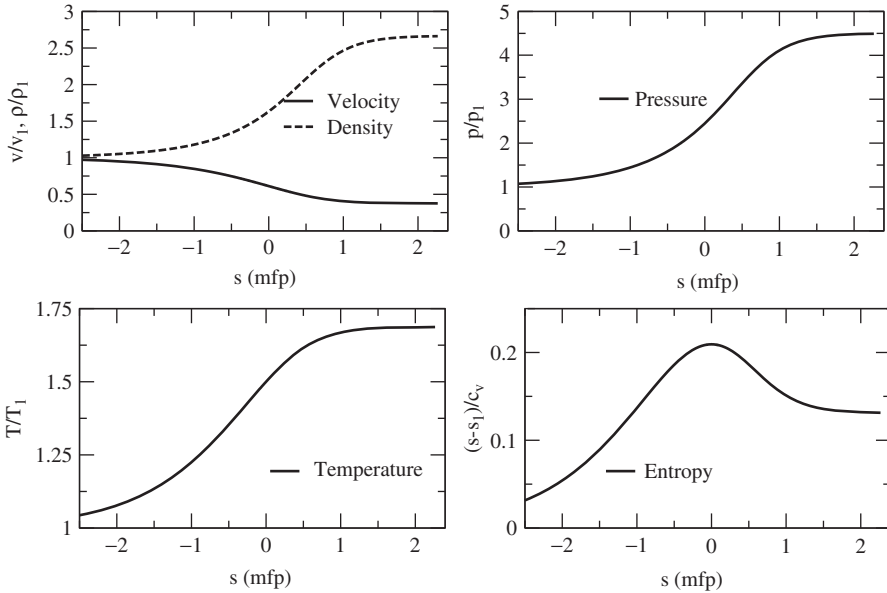 3
2.5
2
1.5
1
0.5
0
v/v1, ρ/ρ1
Velocity
Density
−2 −1 0 1 2
s (mfp)
5
4
3
2
1
0
p/p1
Pressure
−2 −1 0 1 2
s (mfp)
1.75
1.5
1.25
1
T/T1
Temperature
−2 −1 0 1 2
s (mfp)
0.2
0.1
0
(s-s1)/cv
Entropy
−2 −1 0 1 2
s (mfp)